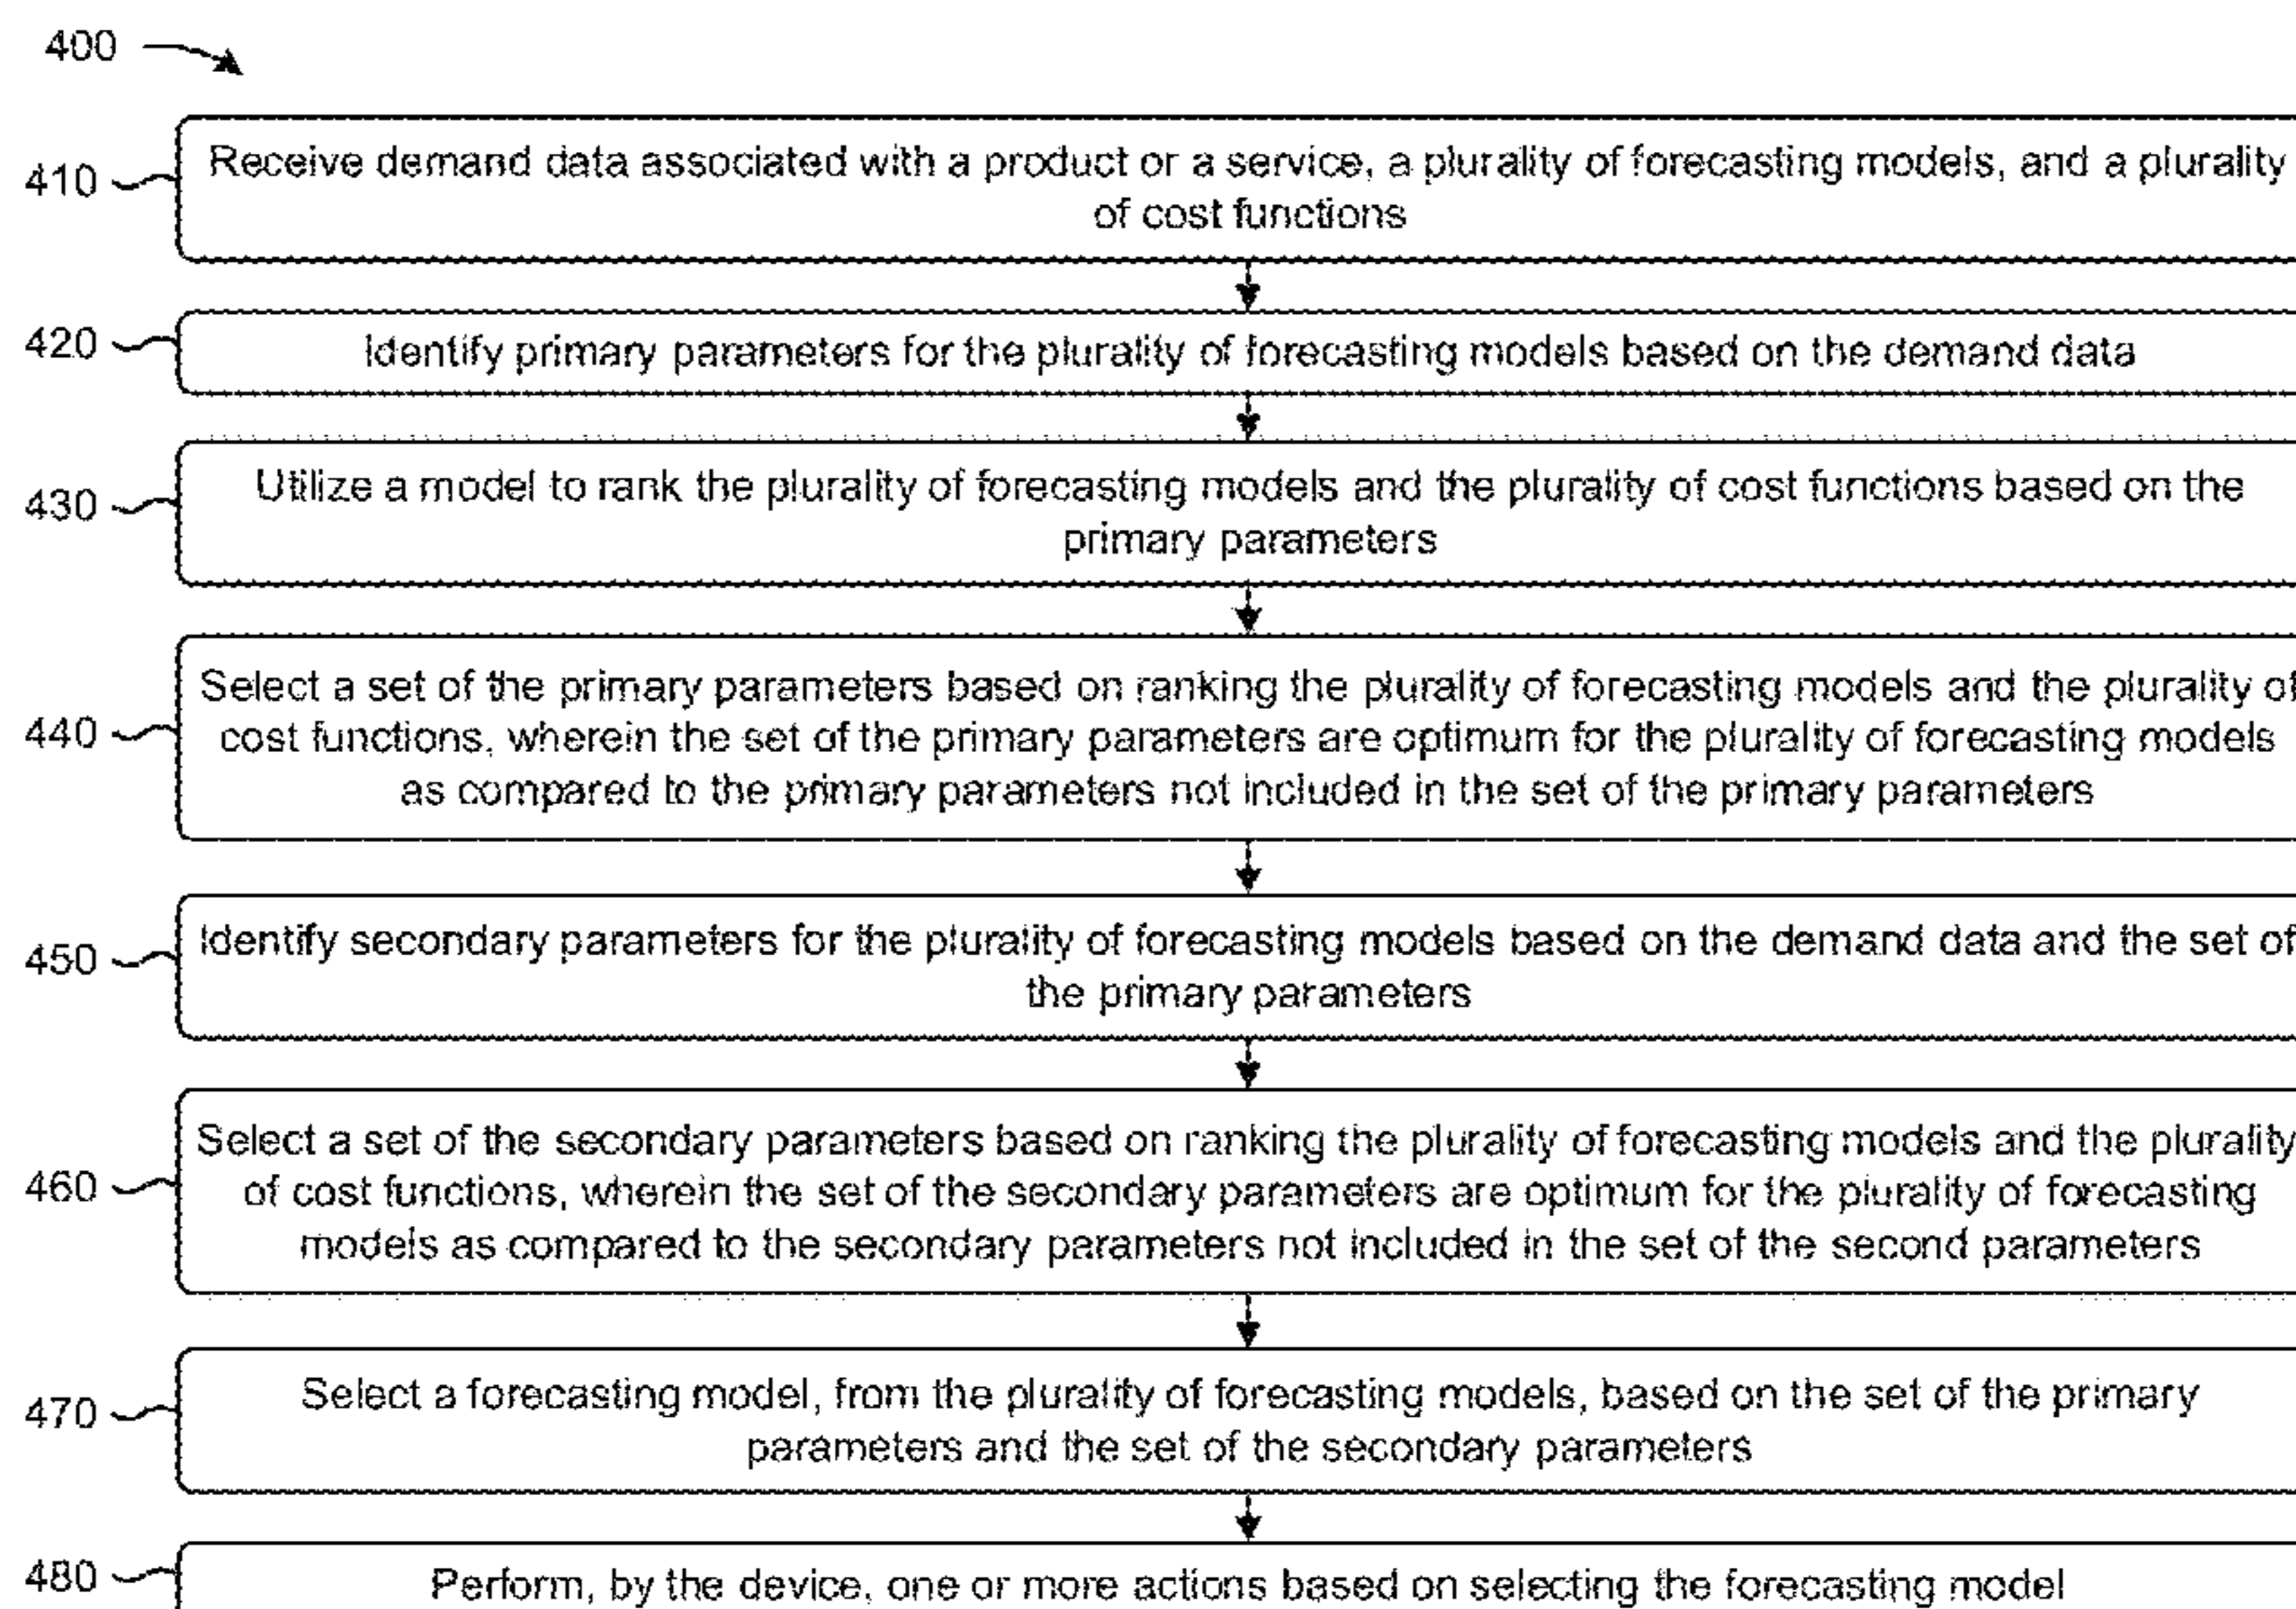 400
410
Receive demand data associated with a product or a service, a plurality of forecasting models, and a plurality
of cost functions
420
Identify primary parameters for the plurality of forecasting models based on the demand data
430
Utilize a model to rank the plurality of forecasting models and the plurality of cost functions based on the
primary parameters
440
Select a set of the primary parameters based on ranking the plurality of forecasting models and the plurality of
cost functions, wherein the set of the primary parameters are optimum for the plurality of forecasting models
as compared to the primary parameters not included in the set of the primary parameters
450
Identify secondary parameters for the plurality of forecasting models based on the demand data and the set of
the primary parameters
460
Select a set of the secondary parameters based on ranking the plurality of forecasting models and the plurality
of cost functions, wherein the set of the secondary parameters are optimum for the plurality of forecasting
models as compared to the secondary parameters not included in the set of the second parameters
470
Select a forecasting model, from the plurality of forecasting models, based on the set of the primary
parameters and the set of the secondary parameters
480
Perform, by the device, one or more actions based on selecting the forecasting model